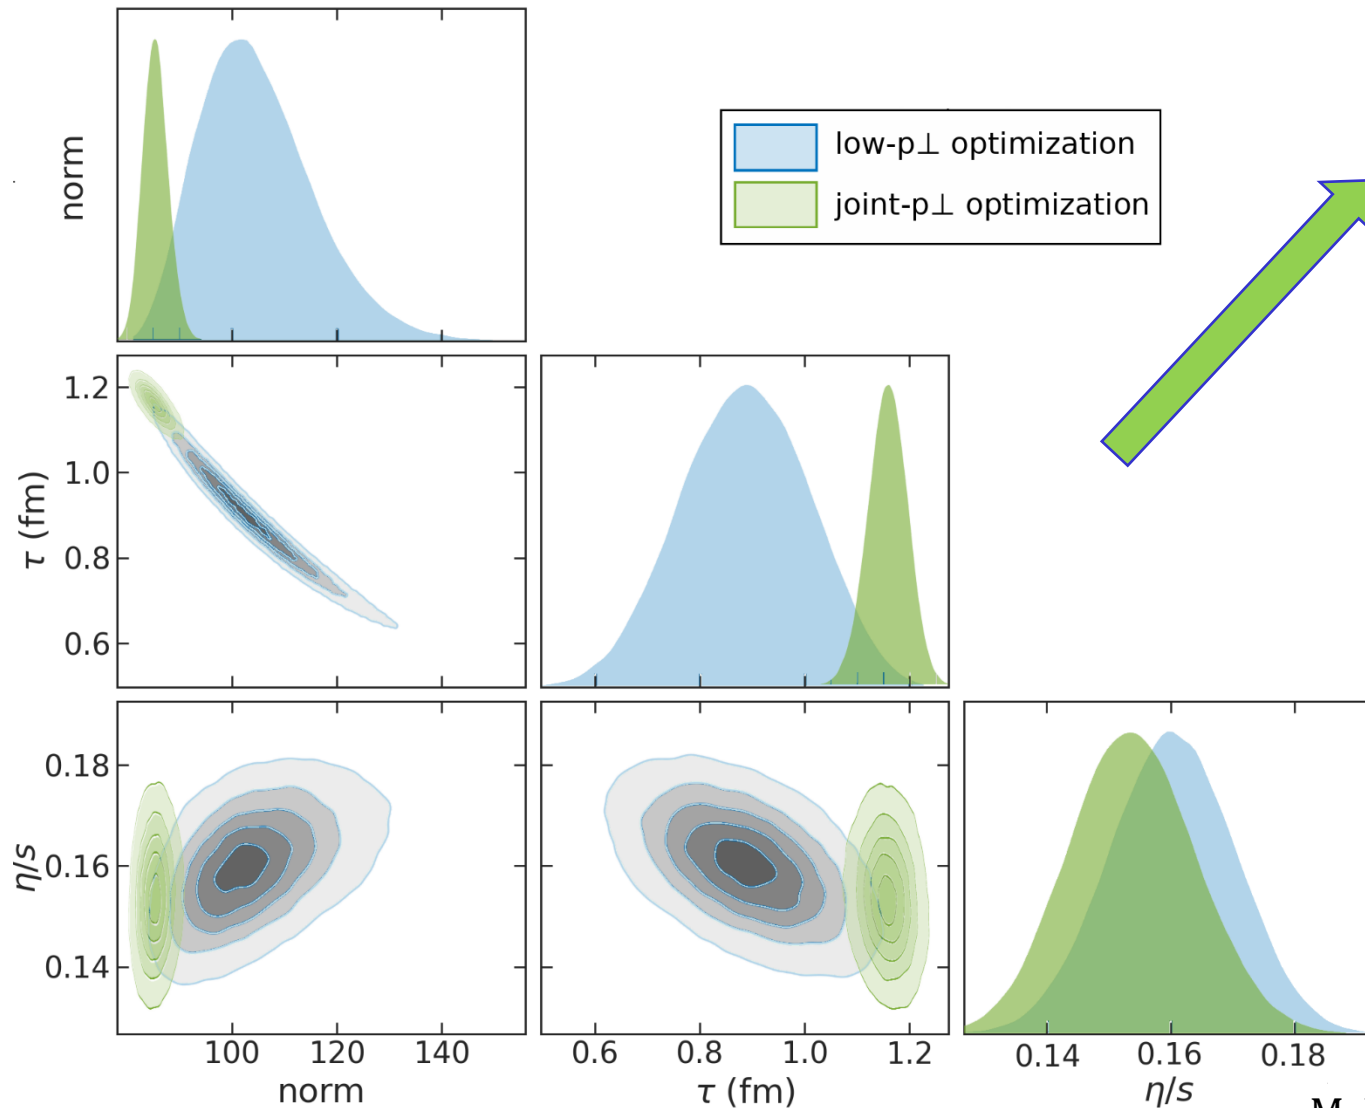 norm
low-p⊥ optimization
joint-p⊥ optimization
1.2
1.0
0.8
0.6
τ (fm)
0.18
0.16
0.14
η/s
100 120 140
norm
0.6 0.8 1.0 1.2
τ (fm)
0.14 0.16 0.18
η/s